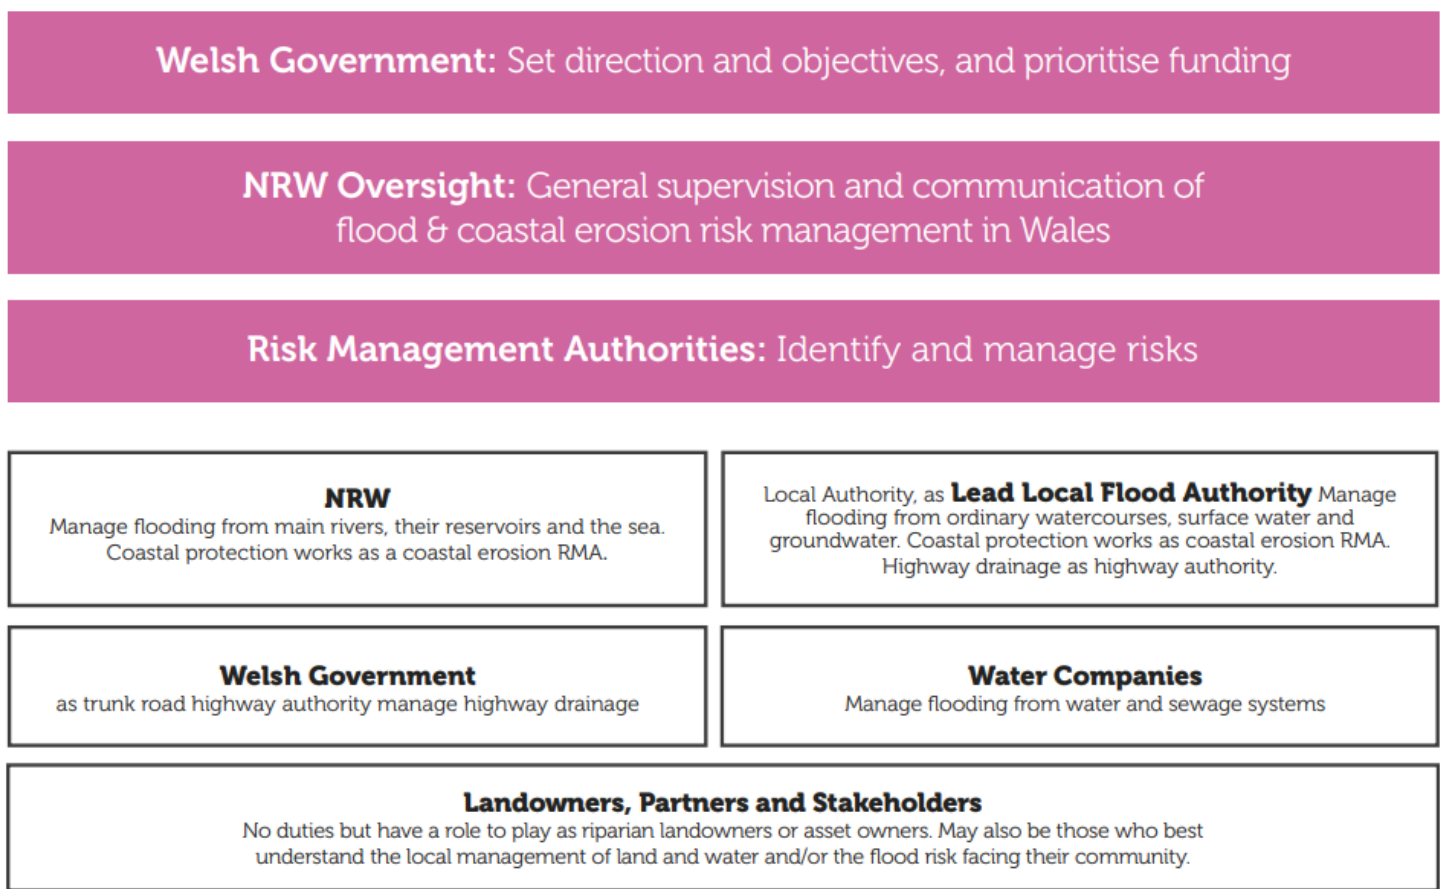 Welsh Government: Set direction and objectives, and prioritise funding
NRW Oversight: General supervision and communication of
flood & coastal erosion risk management in Wales
Risk Management Authorities: Identify and manage risks
NRW
Manage flooding from main rivers, their reservoirs and the sea.
Coastal protection works as a coastal erosion RMA.
Local Authority, as Lead Local Flood Authority Manage
flooding from ordinary watercourses, surface water and
groundwater. Coastal protection works as coastal erosion RMA.
Highway drainage as highway authority.
Welsh Government
as trunk road highway authority manage highway drainage
Water Companies
Manage flooding from water and sewage systems
Landowners, Partners and Stakeholders
No duties but have a role to play as riparian landowners or asset owners. May also be those who best
understand the local management of land and water and/or the flood risk facing their community.